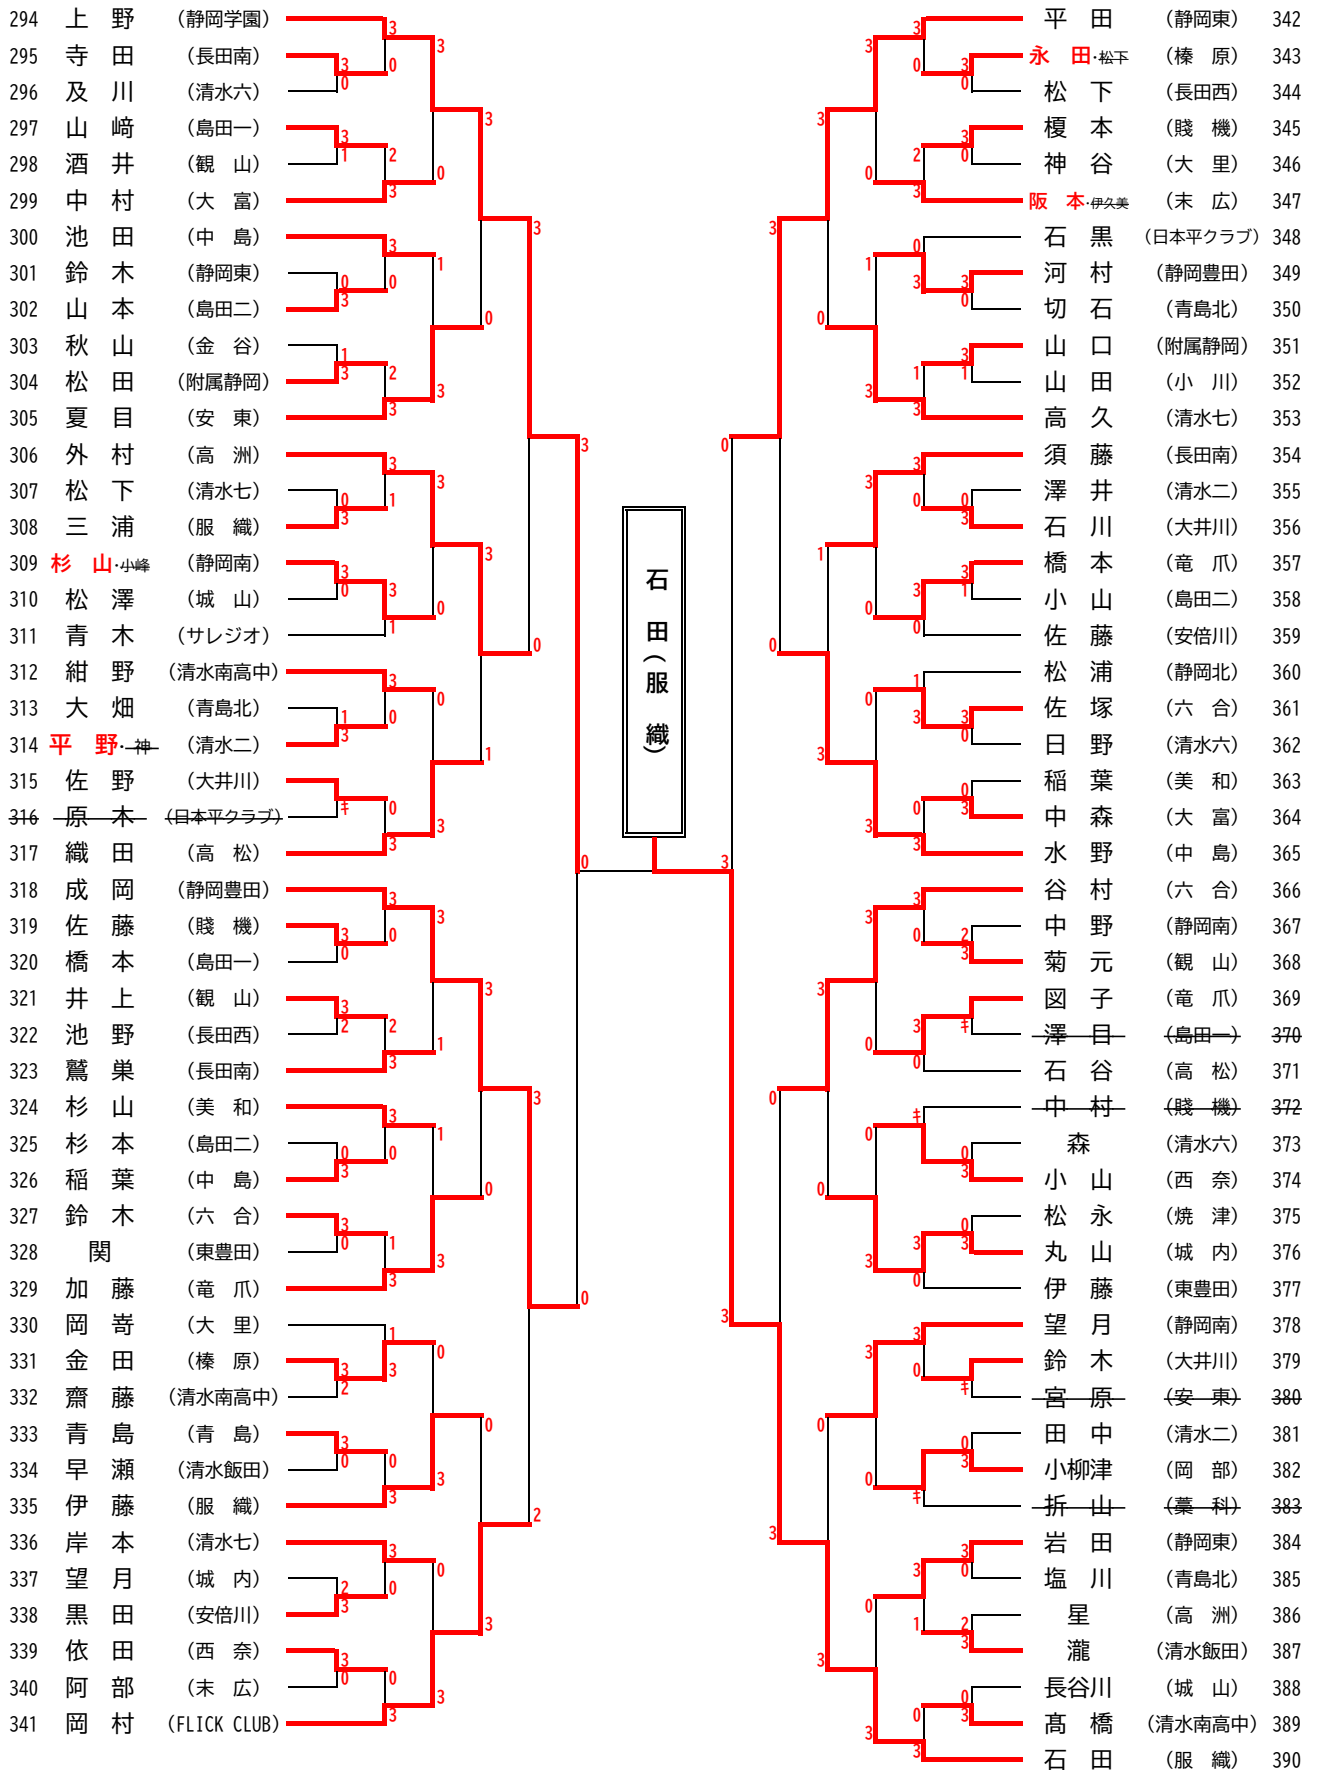 294 上 野 （静岡学園）
295 寺 田 （長田南）
296 及 川 （清水六）
297 山 﨑 （島田一）
298 酒 井 （観 山）
299 中 村 （大 富）
300 池 田 （中 島）
301 鈴 木 （静岡東）
302 山 本 （島田二）
303 秋 山 （金 谷）
304 松 田 （附属静岡）
305 夏 目 （安 東）
306 外 村 （高 洲）
307 松 下 （清水七）
308 三 浦 （服 織）
309 杉 山・小峰 （静岡南）
310 松 澤 （城 山）
311 青 木 （サレジオ）
312 紺 野 （清水南高中）
313 大 畑 （青島北）
314 平 野・神 （清水二）
315 佐 野 （大井川）
316 原 木 （日本平クラブ）
317 織 田 （高 松）
318 成 岡 （静岡豊田）
319 佐 藤 （賤 機）
320 橋 本 （島田一）
321 井 上 （観 山）
322 池 野 （長田西）
323 鷲 巣 （長田南）
324 杉 山 （美 和）
325 杉 本 （島田二）
326 稲 葉 （中 島）
327 鈴 木 （六 合）
328 関 （東豊田）
329 加 藤 （竜 爪）
330 岡 嵜 （大 里）
331 金 田 （榛 原）
332 齋 藤 （清水南高中）
333 青 島 （青 島）
334 早 瀬 （清水飯田）
335 伊 藤 （服 織）
336 岸 本 （清水七）
337 望 月 （城 内）
338 黒 田 （安倍川）
339 依 田 （西 奈）
340 阿 部 （末 広）
341 岡 村 （FLICK CLUB）
石 田（服 織）
平 田 （静岡東） 342
永 田・松下 （榛 原） 343
松 下 （長田西） 344
榎 本 （賤 機） 345
神 谷 （大 里） 346
阪 本・伊久美 （末 広） 347
石 黒 （日本平クラブ） 348
河 村 （静岡豊田） 349
切 石 （青島北） 350
山 口 （附属静岡） 351
山 田 （小 川） 352
高 久 （清水七） 353
須 藤 （長田南） 354
澤 井 （清水二） 355
石 川 （大井川） 356
橋 本 （竜 爪） 357
小 山 （島田二） 358
佐 藤 （安倍川） 359
松 浦 （静岡北） 360
佐 塚 （六 合） 361
日 野 （清水六） 362
稲 葉 （美 和） 363
中 森 （大 富） 364
水 野 （中 島） 365
谷 村 （六 合） 366
中 野 （静岡南） 367
菊 元 （観 山） 368
図 子 （竜 爪） 369
澤 目 （島田一） 370
石 谷 （高 松） 371
中 村 （賤 機） 372
森 （清水六） 373
小 山 （西 奈） 374
松 永 （焼 津） 375
丸 山 （城 内） 376
伊 藤 （東豊田） 377
望 月 （静岡南） 378
鈴 木 （大井川） 379
宮 原 （安 東） 380
田 中 （清水二） 381
小柳津 （岡 部） 382
折 山 （藁 科） 383
岩 田 （静岡東） 384
塩 川 （青島北） 385
星 （高 洲） 386
瀧 （清水飯田） 387
長谷川 （城 山） 388
髙 橋 （清水南高中） 389
石 田 （服 織） 390